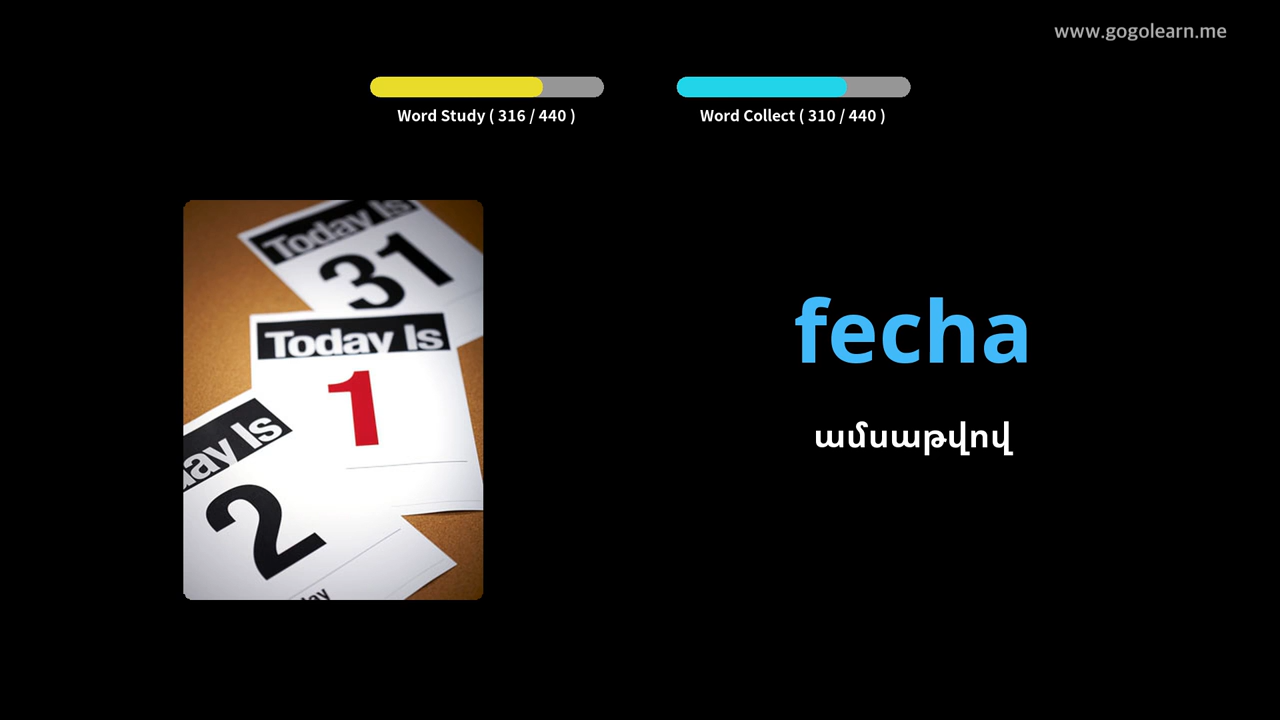 www.gogolearn.me
Word Study ( 316 / 440 )
Word Collect ( 310 / 440 )
Today Is
31
Today Is
1
ay Is
2
ay
fecha
ամսաթվով